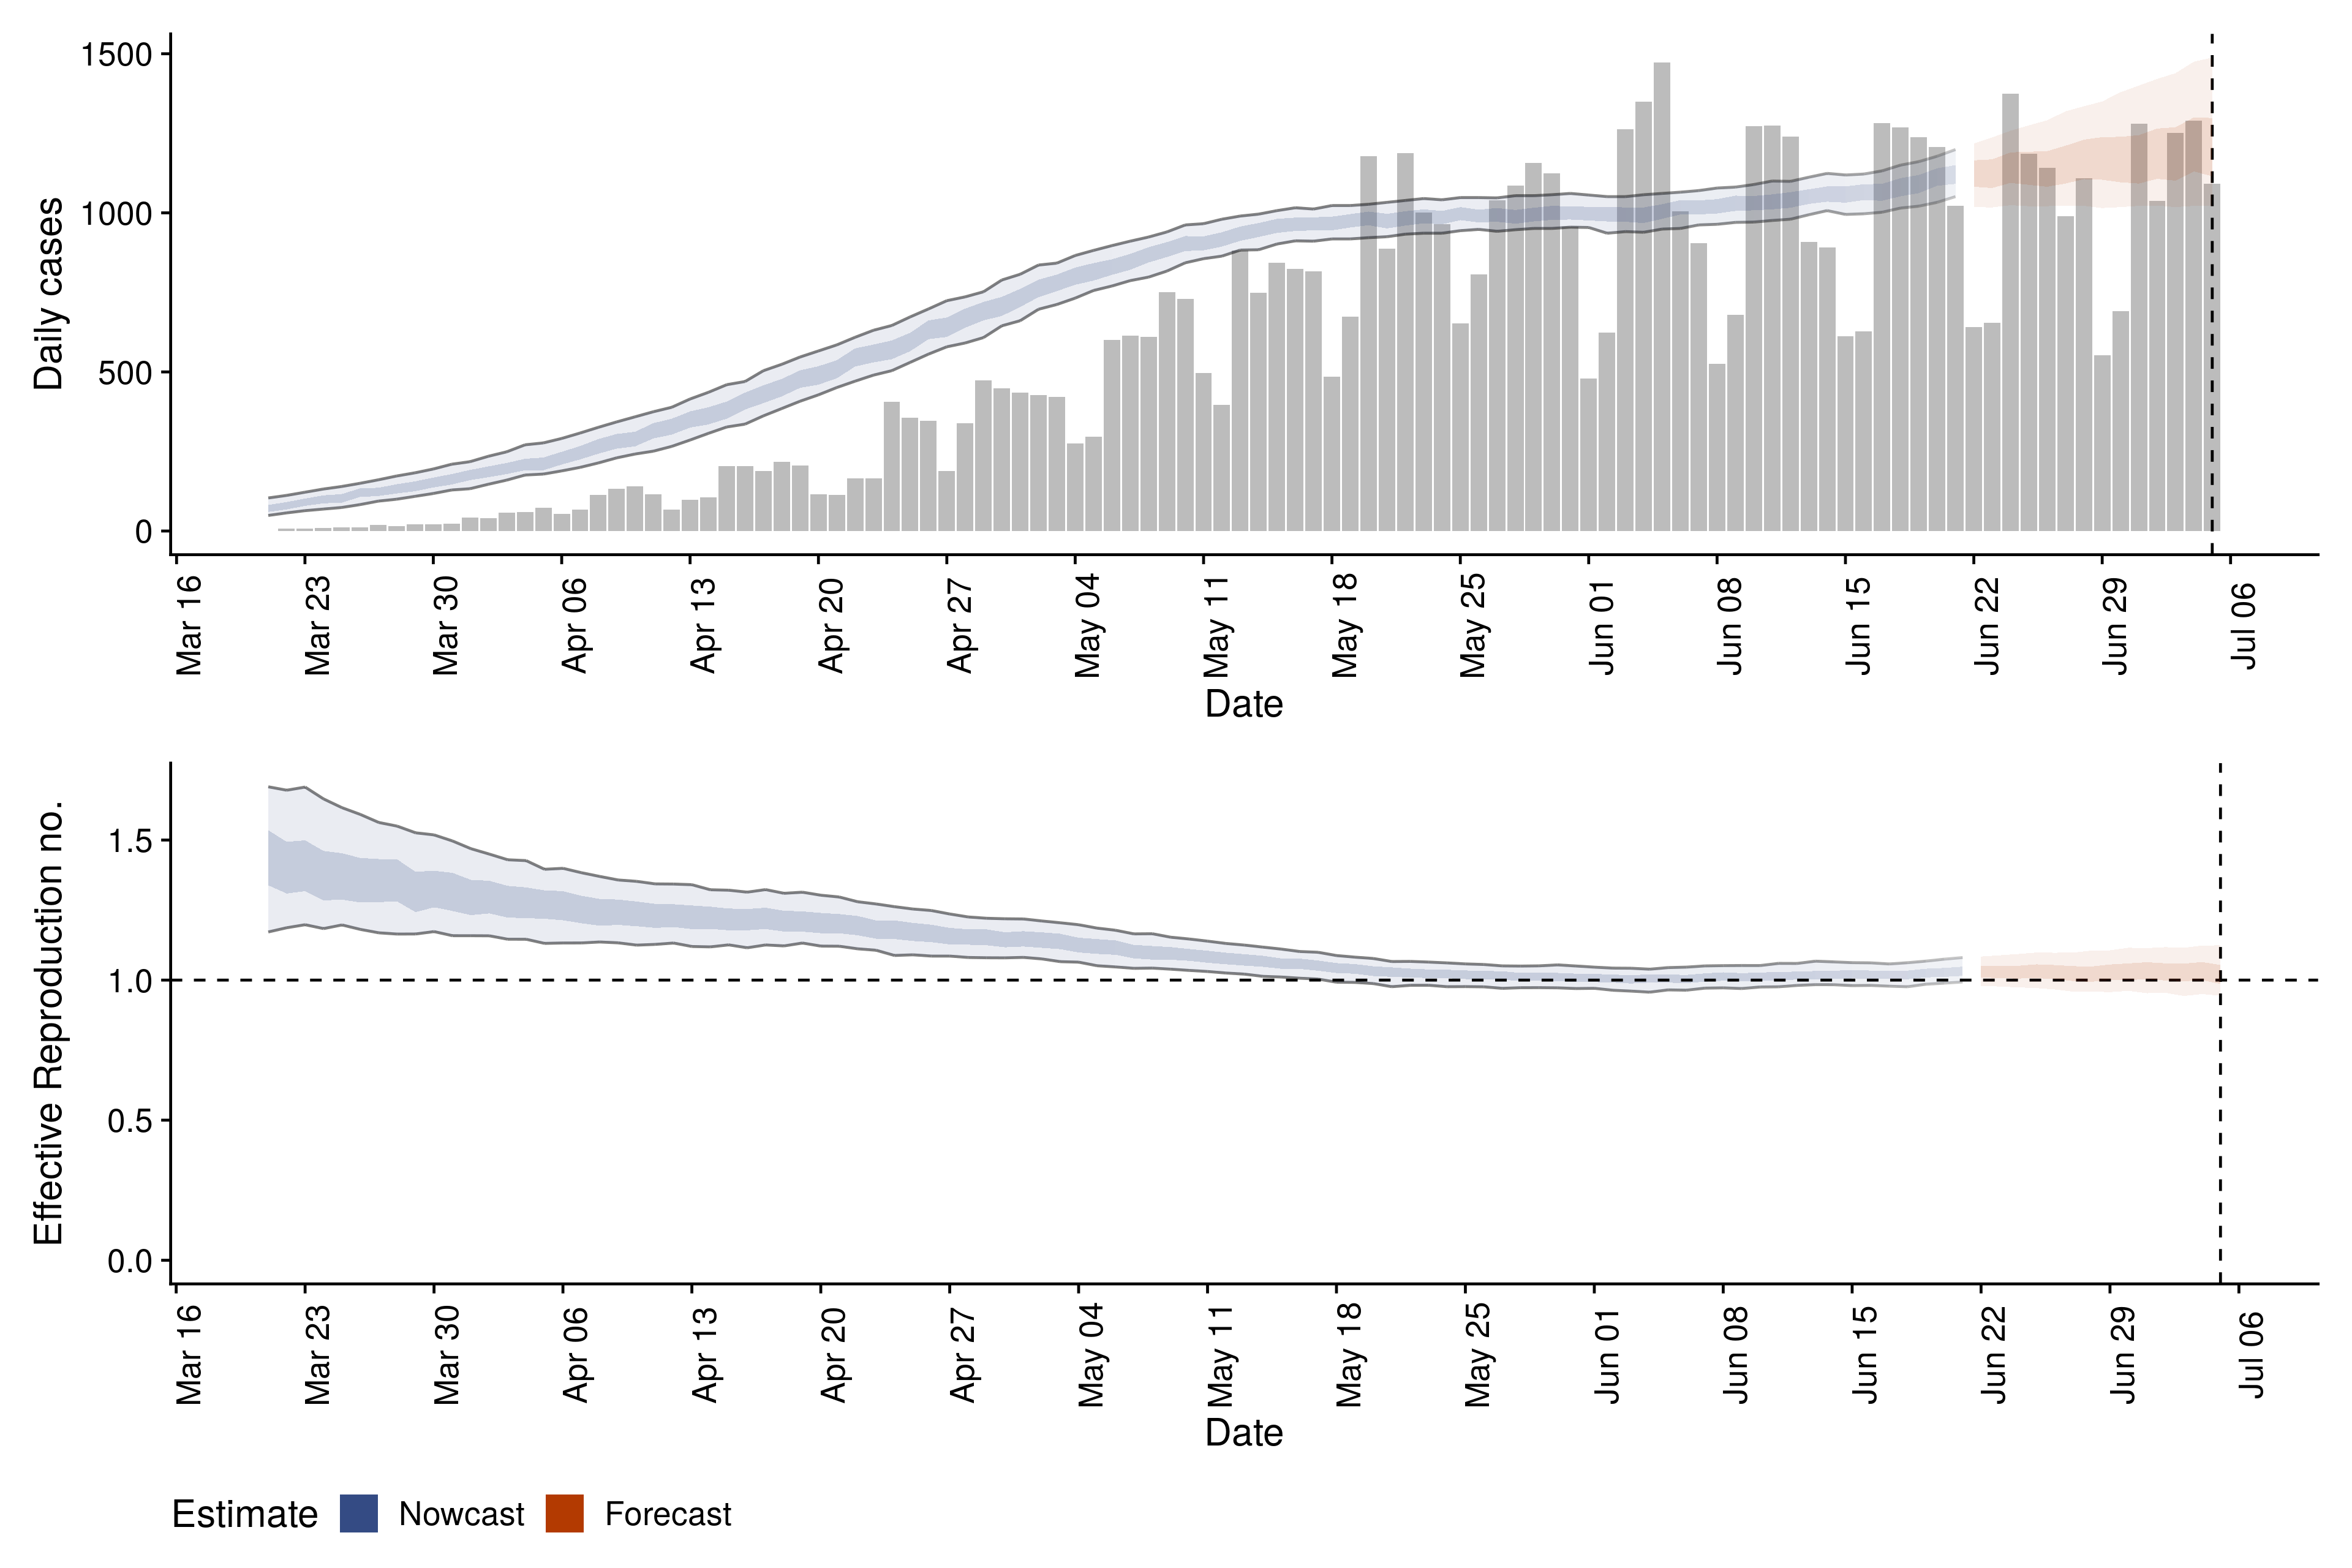 Daily cases
1500
1000
500
0
Mar 16
Mar 23
Mar 30
Apr 06
Apr 13
Apr 20
Apr 27
May 04
May 11
May 18
May 25
Jun 01
Jun 08
Jun 15
Jun 22
Jun 29
Jul 06
Date
Effective Reproduction no.
1.5
1.0
0.5
0.0
Mar 16
Mar 23
Mar 30
Apr 06
Apr 13
Apr 20
Apr 27
May 04
May 11
May 18
May 25
Jun 01
Jun 08
Jun 15
Jun 22
Jun 29
Jul 06
Date
Estimate Nowcast Forecast